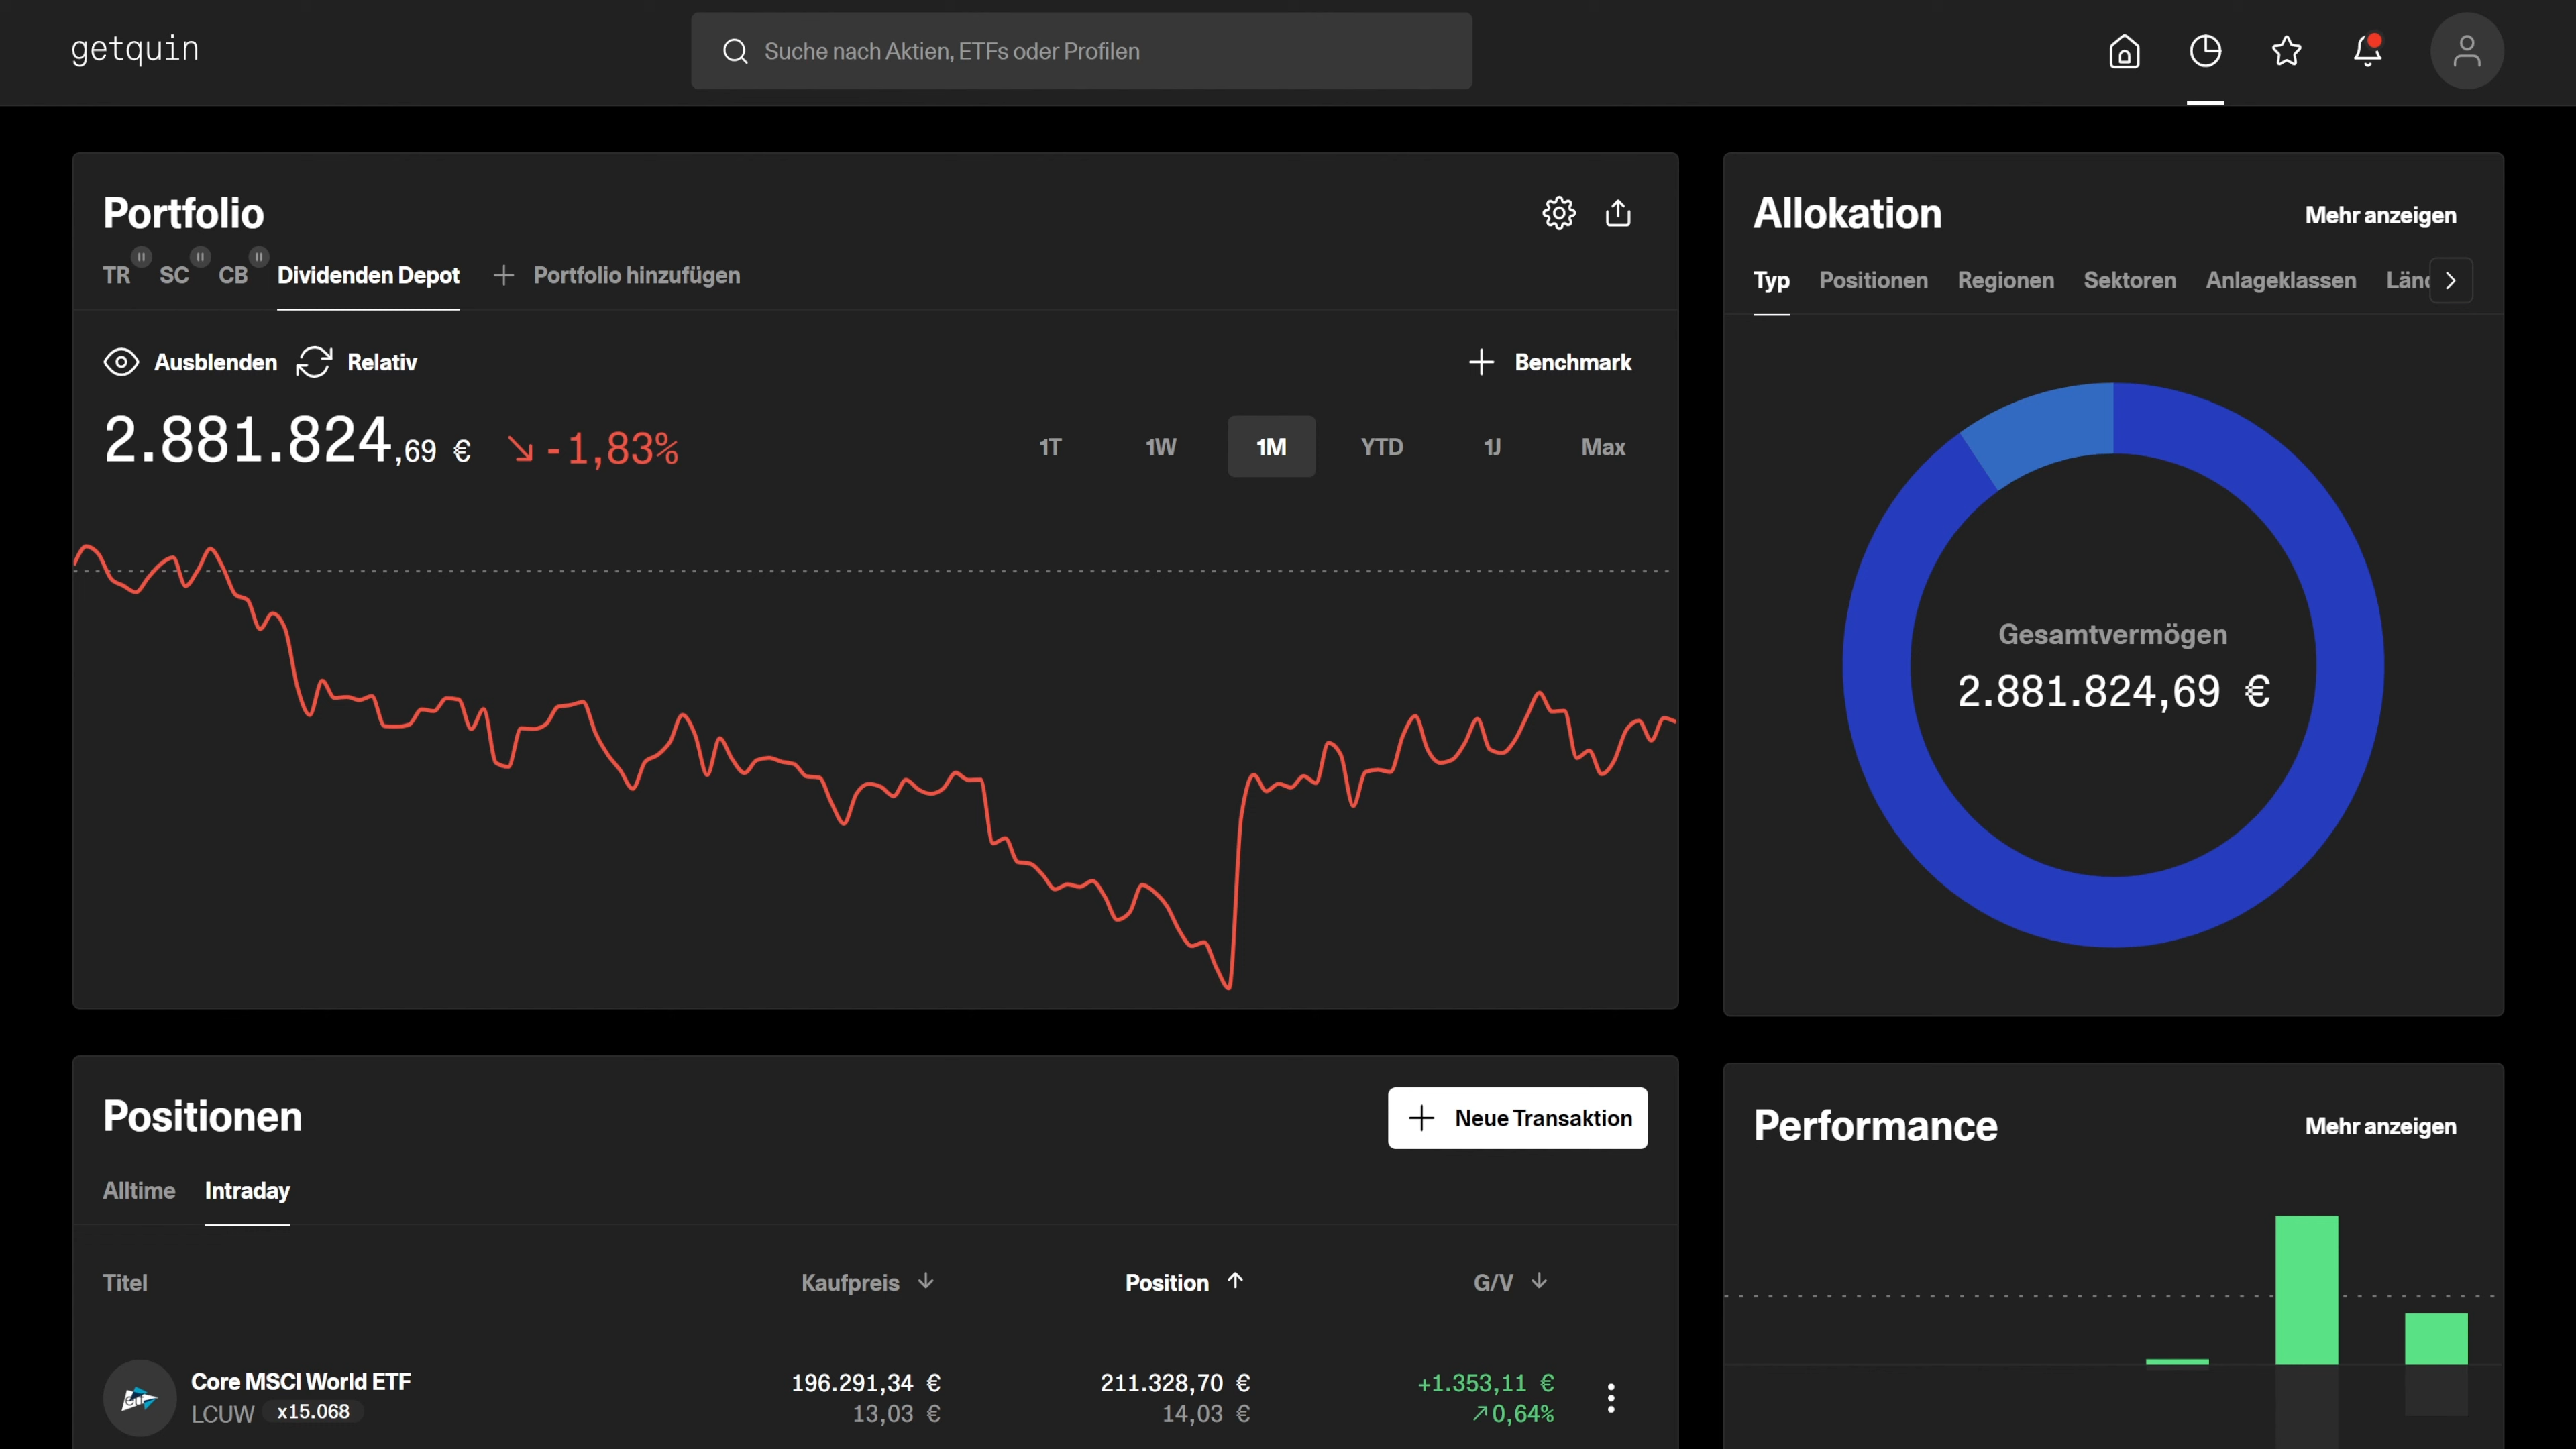 getquin
Suche nach Aktien, ETFs oder Profilen
Portfolio
TR SC CB Dividenden Depot + Portfolio hinzufügen
Ausblenden Relativ
+ Benchmark
2.881.824,69 € -1,83%
1T 1W 1M YTD 1J Max
Allokation
Mehr anzeigen
Typ Positionen Regionen Sektoren Anlageklassen
Gesamtvermögen
2.881.824,69 €
Positionen
+ Neue Transaktion
Alltime Intraday
Titel Kaufpreis ↓ Position ↑ G/V ↓
Core MSCI World ETF 196.291,34 € 211.328,70 € +1.353,11 €
LCUW x15.068 13,03 € 14,03 € ↗0,64%
Performance
Mehr anzeigen